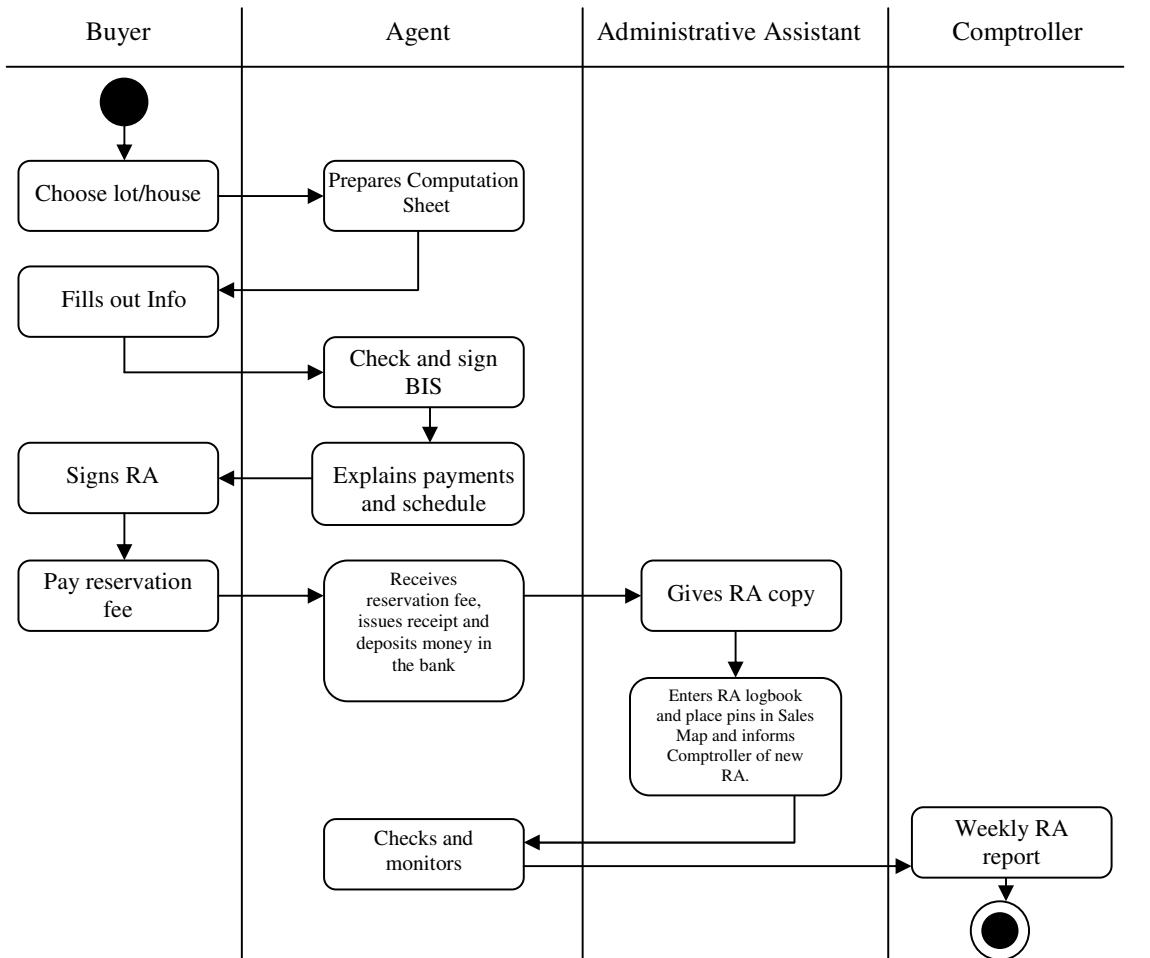 Buyer
Agent
Administrative Assistant
Comptroller
Choose lot/house
Prepares Computation
Sheet
Fills out Info
Check and sign
BIS
Signs RA
Explains payments
and schedule
Pay reservation
fee
Receives
reservation fee,
issues receipt and
deposits money in
the bank
Gives RA copy
Enters RA logbook
and place pins in Sales
Map and informs
Comptroller of new
RA.
Checks and
monitors
Weekly RA
report